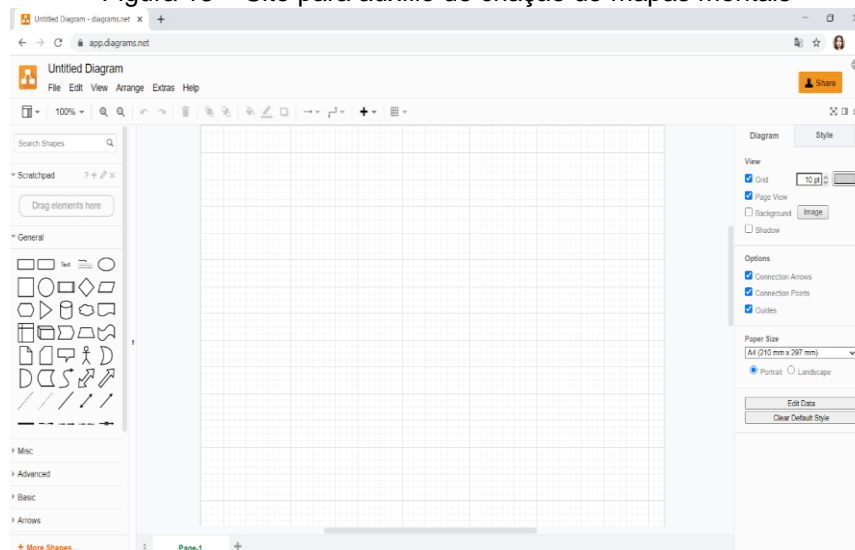 Figura 18 – Site para auxílio de criação de mapas mentais
Untitled Diagram - diagrams.net
app.diagrams.net
Untitled Diagram
File Edit View Arrange Extras Help
Share
100%
Search Shapes
Diagram Style
Scratchpad
View
Drag elements here
Grid 10 pt
Page View
Background Image
Shadow
General
Text
Options
Connection Arrows
Connection Points
Guides
Paper Size
A4 (210 mm x 297 mm)
Portrait Landscape
Edit Data
Clear Default Style
Misc
Advanced
Basic
Arrows
+ More Shapes...
Page-1